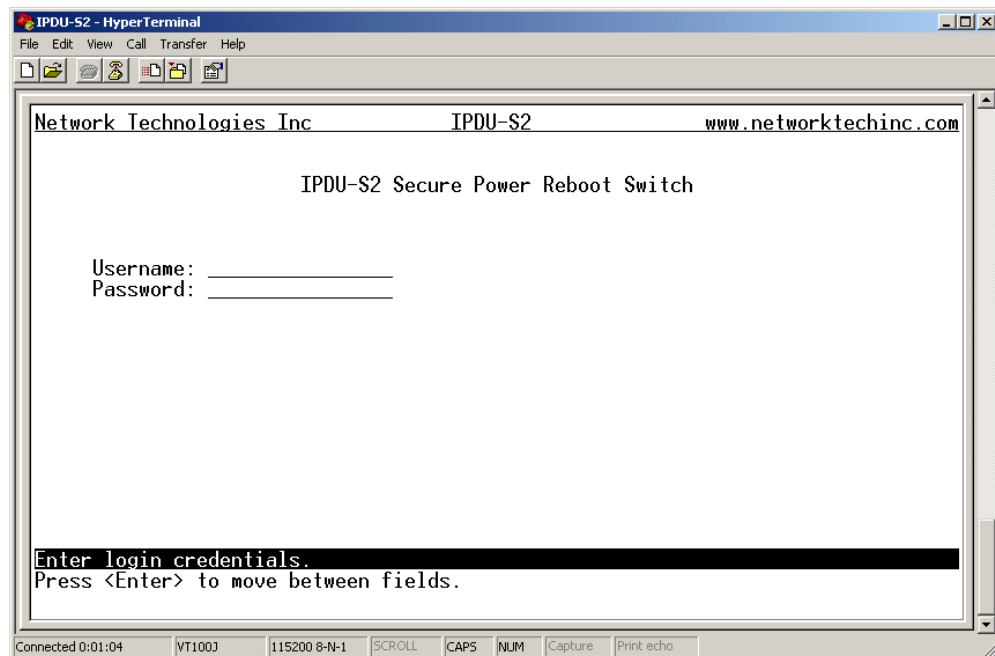 IPDU-S2 - HyperTerminal
File Edit View Call Transfer Help
Network Technologies Inc IPDU-S2 www.networktechinc.com
IPDU-S2 Secure Power Reboot Switch
Username: ________________
Password: ________________
Enter login credentials.
Press <Enter> to move between fields.
Connected 0:01:04 VT100J 115200 8-N-1 SCROLL CAPS NUM Capture Print echo